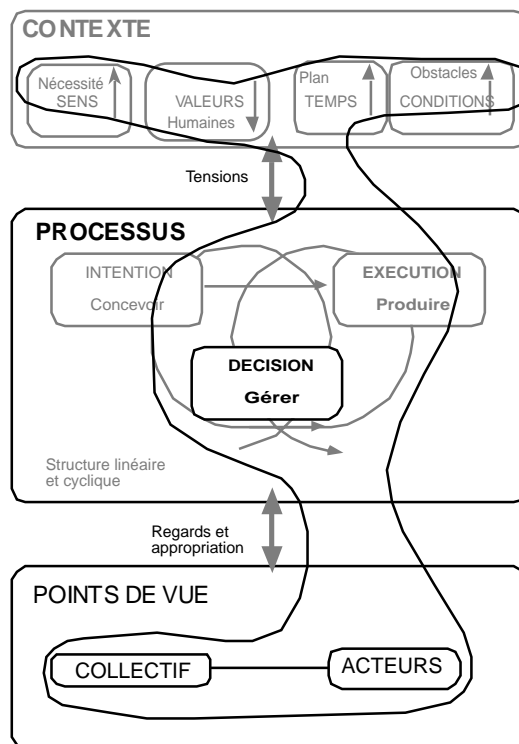 CONTEXTE
Nécessité
SENS
VALEURS
Humaines
Plan
TEMPS
Obstacles
CONDITIONS
Tensions
PROCESSUS
INTENTION
Concevoir
EXECUTION
Produire
DECISION
Gérer
Structure linéaire
et cyclique
Regards et
appropriation
POINTS DE VUE
COLLECTIF
ACTEURS